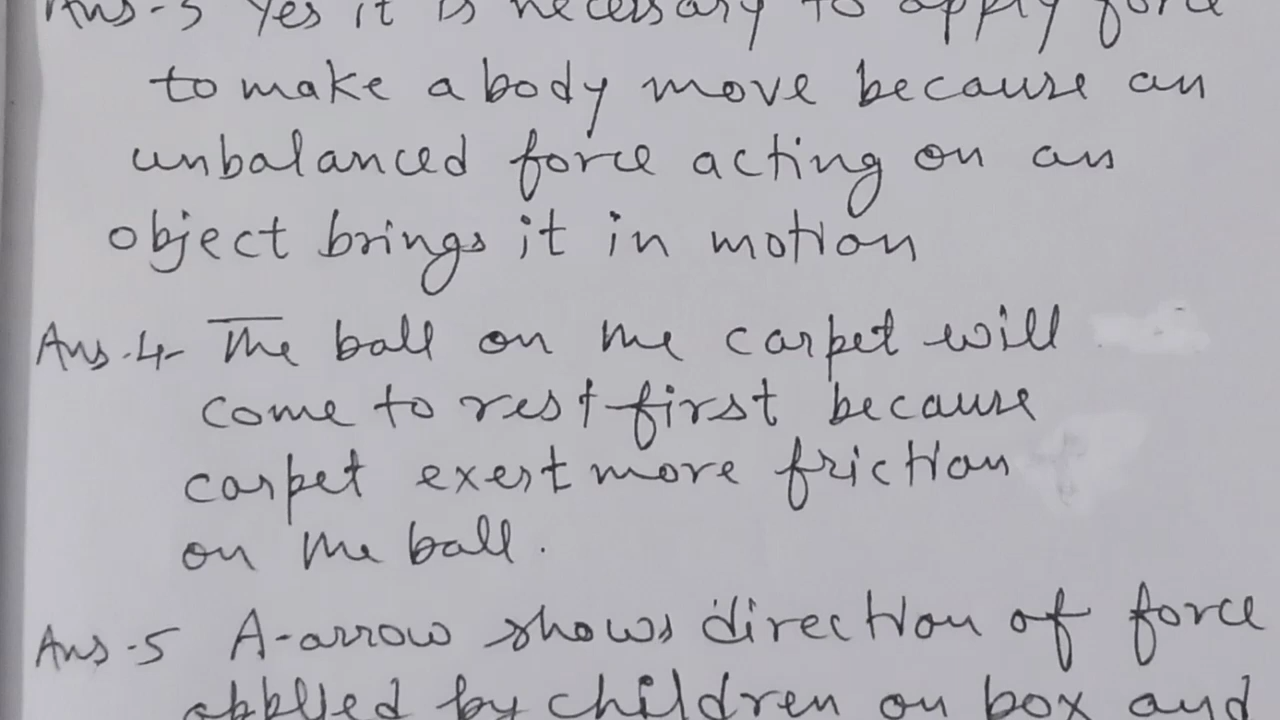 Ans-3 Yes it is necessary to apply force
to make a body move because an
unbalanced force acting on an
object brings it in motion
Ans.4- The ball on the carpet will
come to rest first because
carpet exert more friction
on the ball.
Ans.5 A-arrow shows direction of force
applied by children on box and